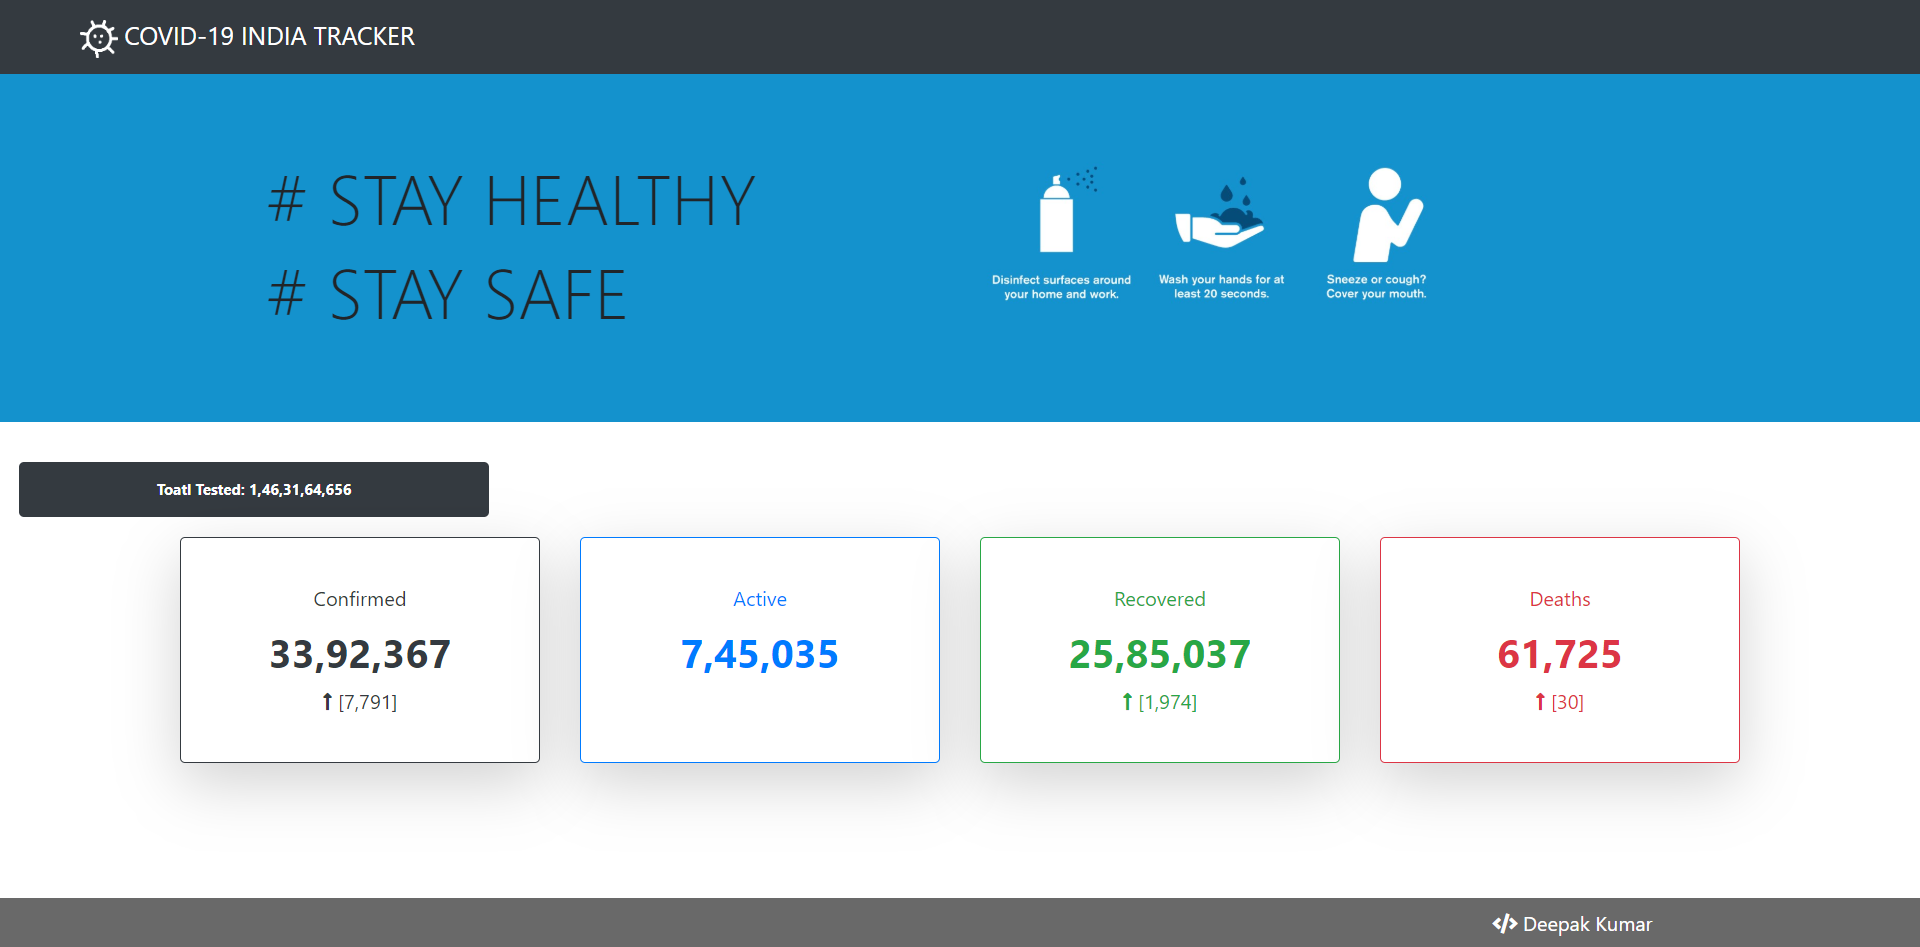 COVID-19 INDIA TRACKER
# STAY HEALTHY
# STAY SAFE
Disinfect surfaces around
your home and work.
Wash your hands for at
least 20 seconds.
Sneeze or cough?
Cover your mouth.
Toatl Tested: 1,46,31,64,656
Confirmed
33,92,367
[7,791]
Active
7,45,035
Recovered
25,85,037
[1,974]
Deaths
61,725
[30]
Deepak Kumar